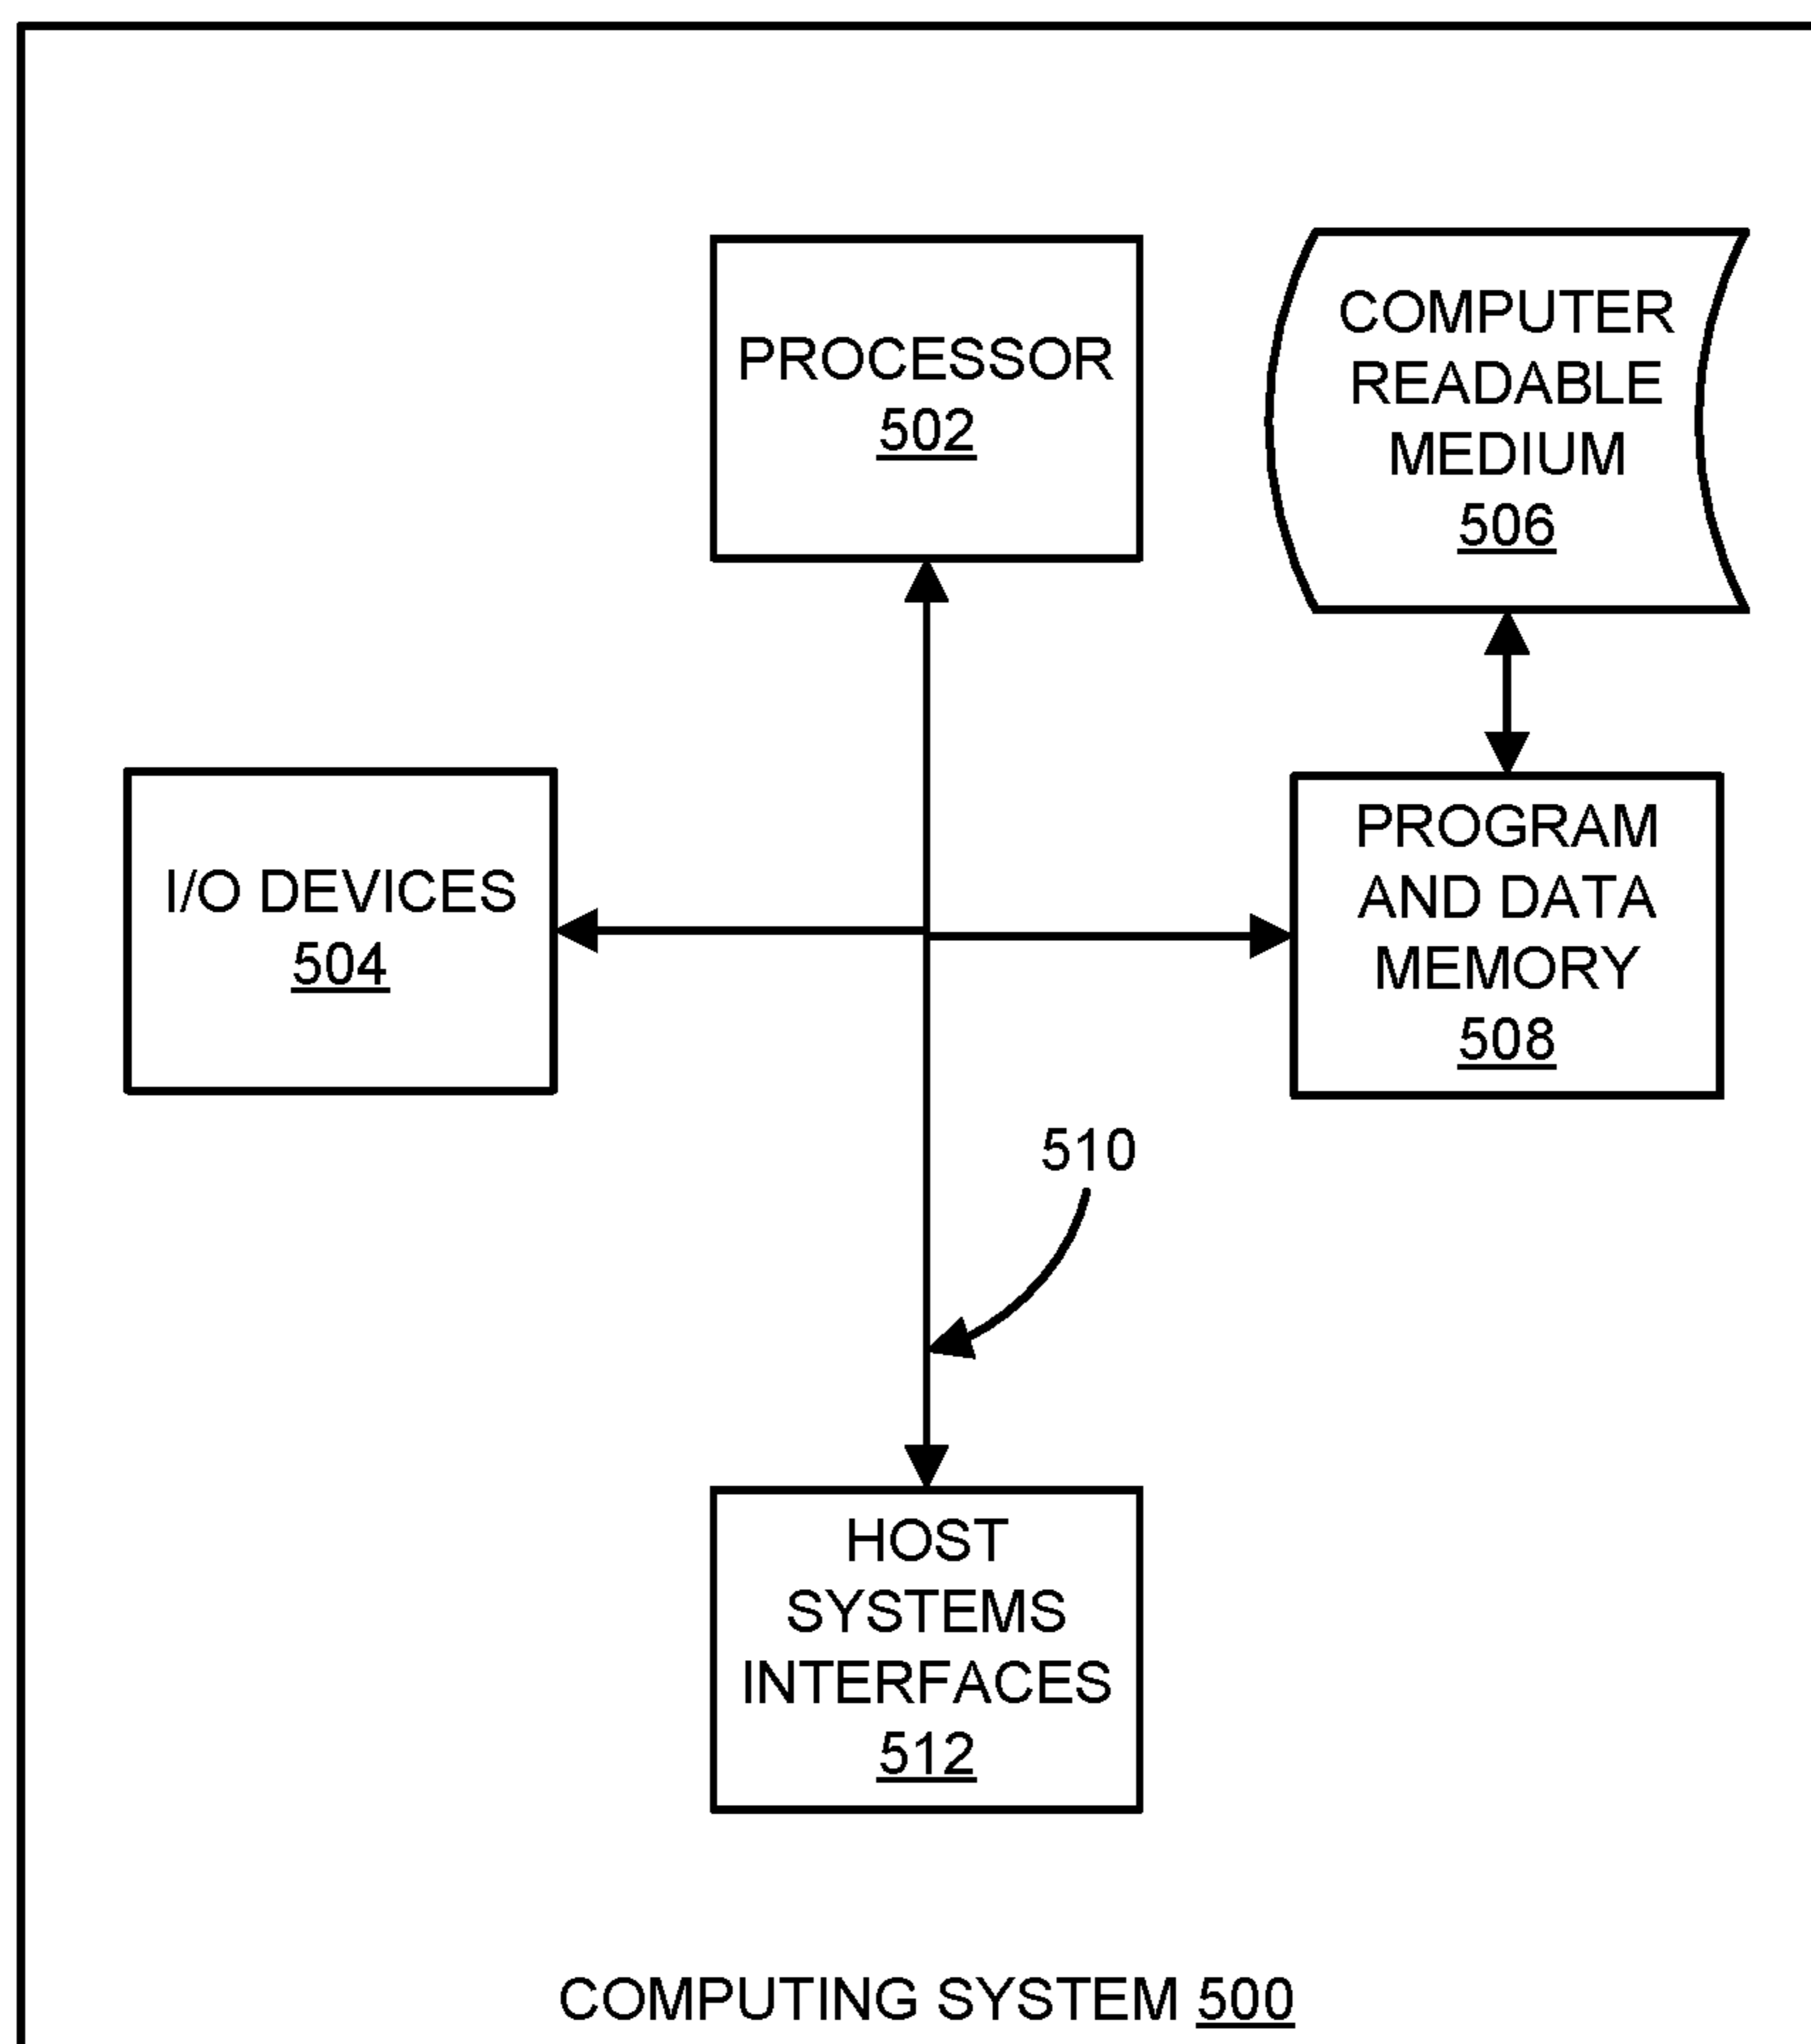 PROCESSOR
502
COMPUTER
READABLE
MEDIUM
506
I/O DEVICES
504
PROGRAM
AND DATA
MEMORY
508
510
HOST
SYSTEMS
INTERFACES
512
COMPUTING SYSTEM 500